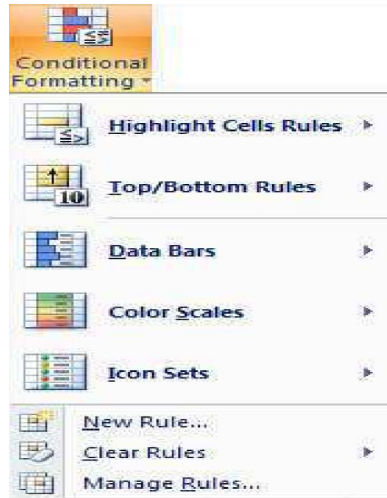 Conditional
Formatting
Highlight Cells Rules
10
Top/Bottom Rules
Data Bars
Color Scales
Icon Sets
New Rule...
Clear Rules
Manage Rules...